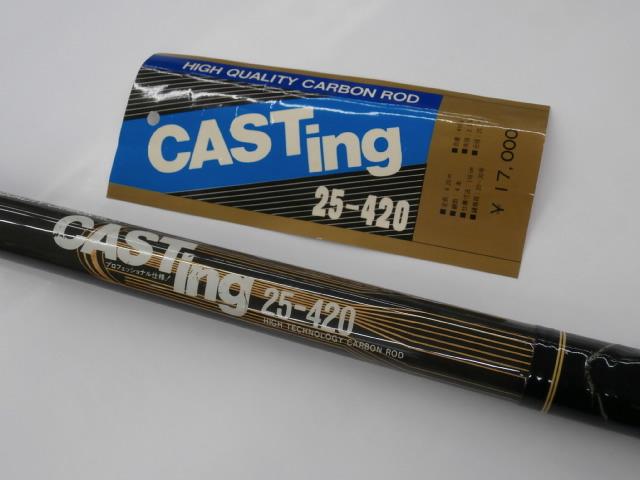 HIGH QUALITY CARBON ROD
CASTing
25-420
¥ 17,000
CASTing
プロフェッショナル仕様!
25-420
HIGH TECHNOLOGY CARBON ROD